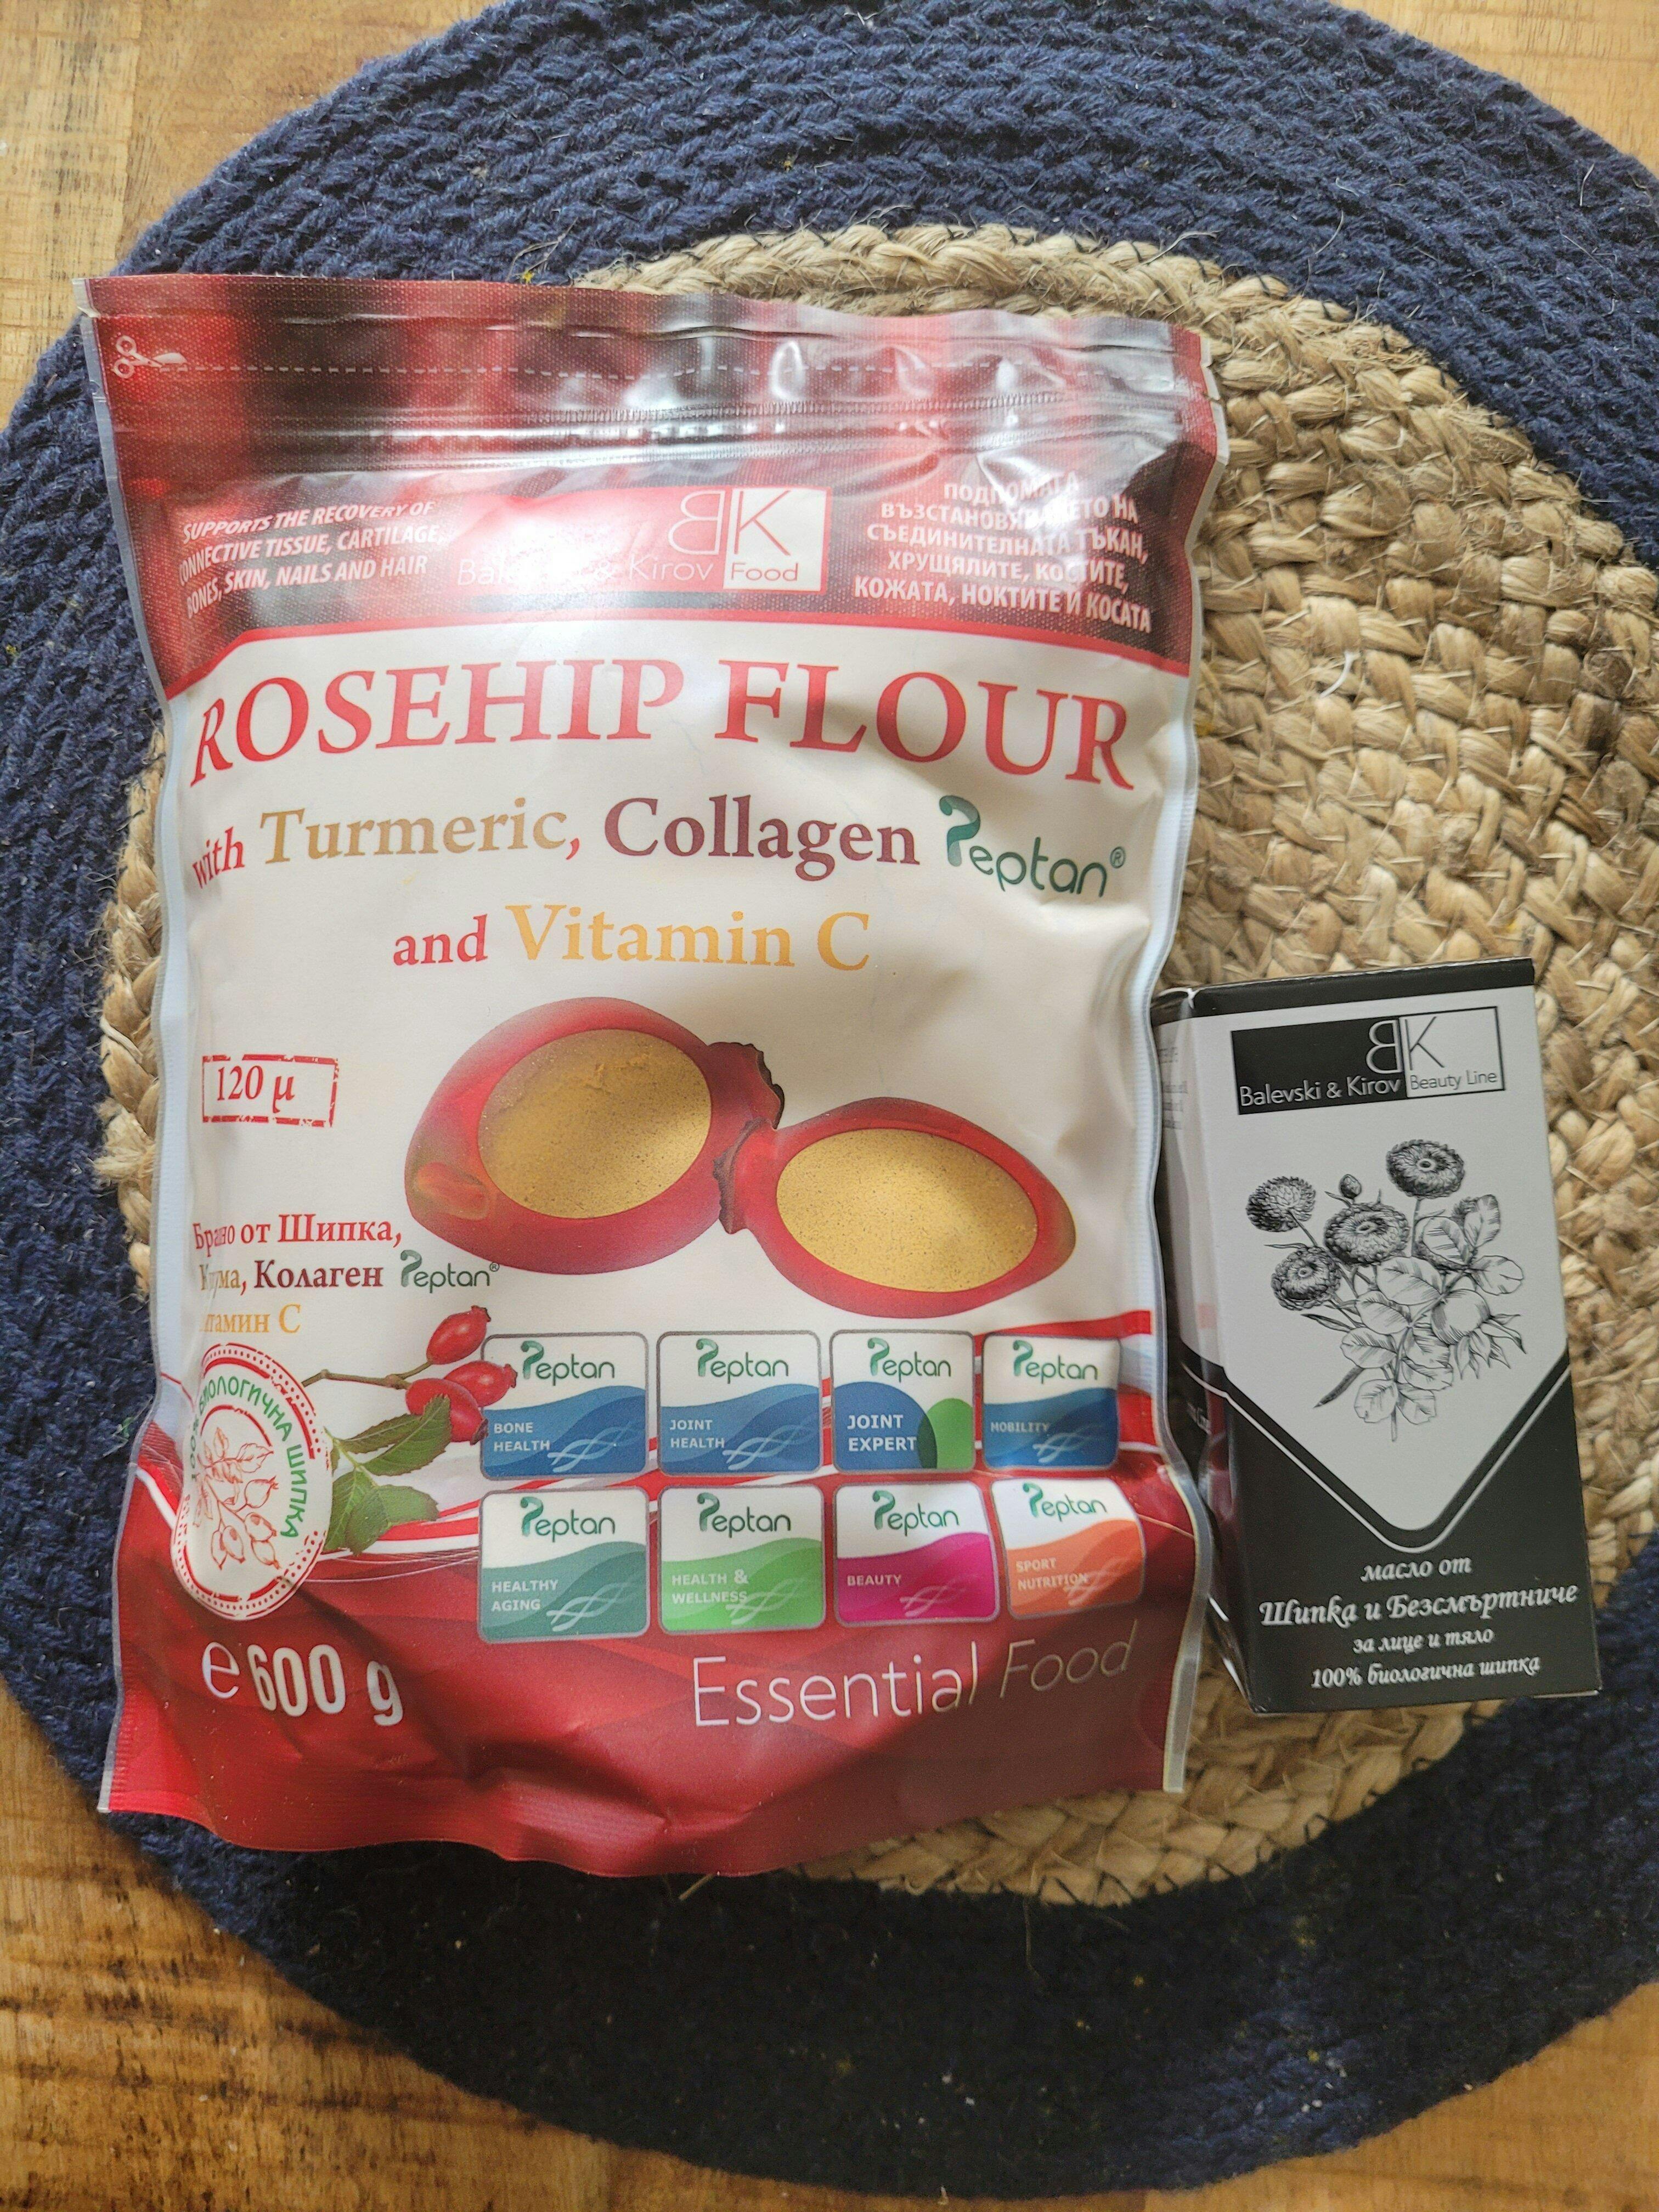 SUPPORTS THE RECOVERY OF
CONNECTIVE TISSUE, CARTILAGE,
BONES, SKIN, NAILS AND HAIR
BK
Balevski & Kirov Food
ПОДПОМАГА
ВЪЗСТАНОВЯВАНЕТО НА
СЪЕДИНИТЕЛНАТА ТЪКАН,
ХРУЩЯЛИТЕ, КОСТИТЕ,
КОЖАТА, НОКТИТЕ И КОСАТА
ROSEHIP FLOUR
with Turmeric, Collagen Peptan®
and Vitamin C
120 µ
Брашно от Шипка,
Колаген Peptan®
C
100% БИОЛОГИЧНА ШИПКА
Peptan
BONE
HEALTH
Peptan
JOINT
HEALTH
Peptan
JOINT
EXPERT
Peptan
MOBILITY
Peptan
HEALTHY
AGING
Peptan
HEALTH &
WELLNESS
Peptan
BEAUTY
Peptan
SPORT
NUTRITION
e 600 g
Essential Food
BK
Balevski & Kirov Beauty Line
масло от
Шипка и Безсмъртниче
за лице и тяло
100% биологична шипка